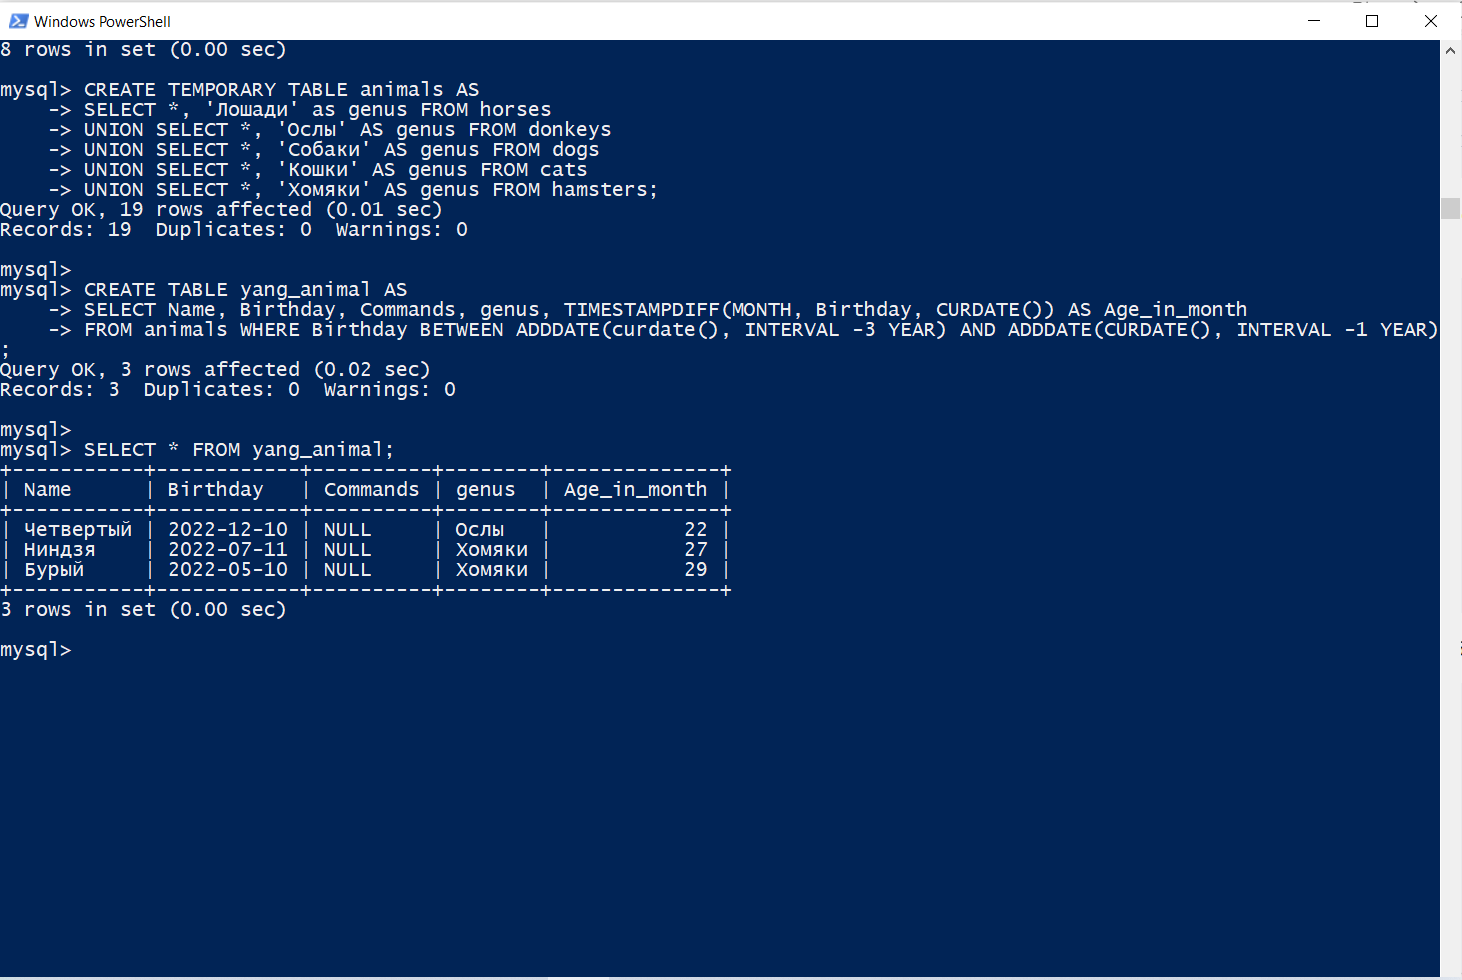 Windows PowerShell
8 rows in set (0.00 sec)
mysql> CREATE TEMPORARY TABLE animals AS
    -> SELECT *, 'Лошади' as genus FROM horses
    -> UNION SELECT *, 'Ослы' AS genus FROM donkeys
    -> UNION SELECT *, 'Собаки' AS genus FROM dogs
    -> UNION SELECT *, 'Кошки' AS genus FROM cats
    -> UNION SELECT *, 'Хомяки' AS genus FROM hamsters;
Query OK, 19 rows affected (0.01 sec)
Records: 19  Duplicates: 0  Warnings: 0
mysql>
mysql> CREATE TABLE yang_animal AS
    -> SELECT Name, Birthday, Commands, genus, TIMESTAMPDIFF(MONTH, Birthday, CURDATE()) AS Age_in_month
    -> FROM animals WHERE Birthday BETWEEN ADDDATE(curdate(), INTERVAL -3 YEAR) AND ADDDATE(CURDATE(), INTERVAL -1 YEAR)
;
Query OK, 3 rows affected (0.02 sec)
Records: 3  Duplicates: 0  Warnings: 0
mysql>
mysql> SELECT * FROM yang_animal;
+-----------+------------+----------+--------+--------------+
| Name      | Birthday   | Commands | genus  | Age_in_month |
+-----------+------------+----------+--------+--------------+
| Четвертый | 2022-12-10 | NULL     | Ослы   |           22 |
| Ниндзя    | 2022-07-11 | NULL     | Хомяки |           27 |
| Бурый     | 2022-05-10 | NULL     | Хомяки |           29 |
+-----------+------------+----------+--------+--------------+
3 rows in set (0.00 sec)
mysql>